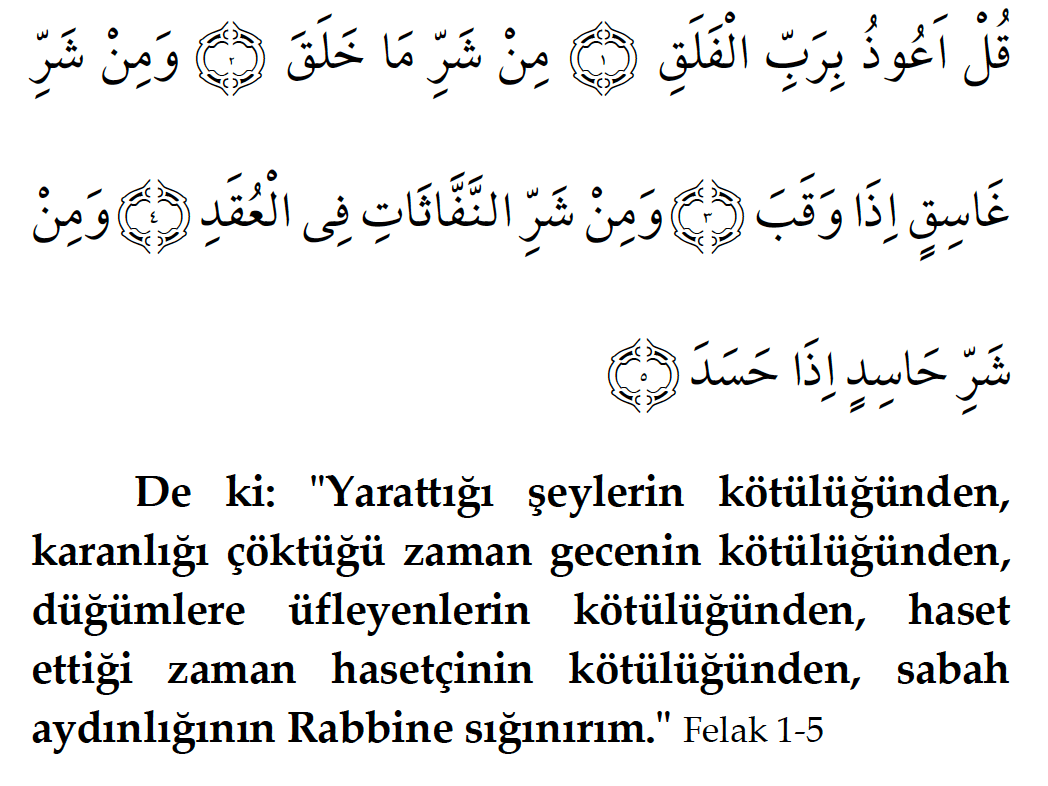 قُلْ اَعُوذُ بِرَبِّ الْفَلَقِ ﴿١﴾ مِنْ شَرِّ مَا خَلَقَ ﴿٢﴾ وَمِنْ شَرِّ
غَاسِقٍ اِذَا وَقَبَ ﴿٣﴾ وَمِنْ شَرِّ النَّفَّاثَاتِ فِى الْعُقَدِ ﴿٤﴾ وَمِنْ
شَرِّ حَاسِدٍ اِذَا حَسَدَ ﴿٥﴾
De ki: "Yarattığı şeylerin kötülüğünden,
karanlığı çöktüğü zaman gecenin kötülüğünden,
düğümlere üfleyenlerin kötülüğünden, haset
ettiği zaman hasetçinin kötülüğünden, sabah
aydınlığının Rabbine sığınırım." Felak 1-5